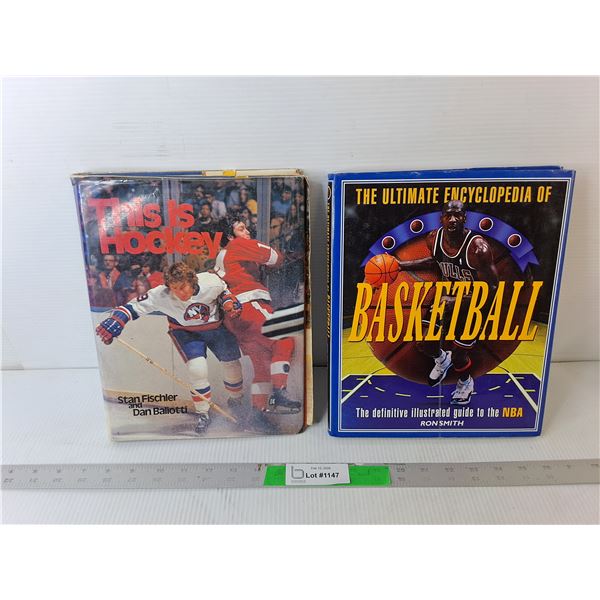 This is
Hockey
Stan Fischler
and
Dan Baliotti
THE ULTIMATE ENCYCLOPEDIA OF
BULLS
BASKETBALL
The definitive illustrated guide to the NBA
RON SMITH
Lot #1147